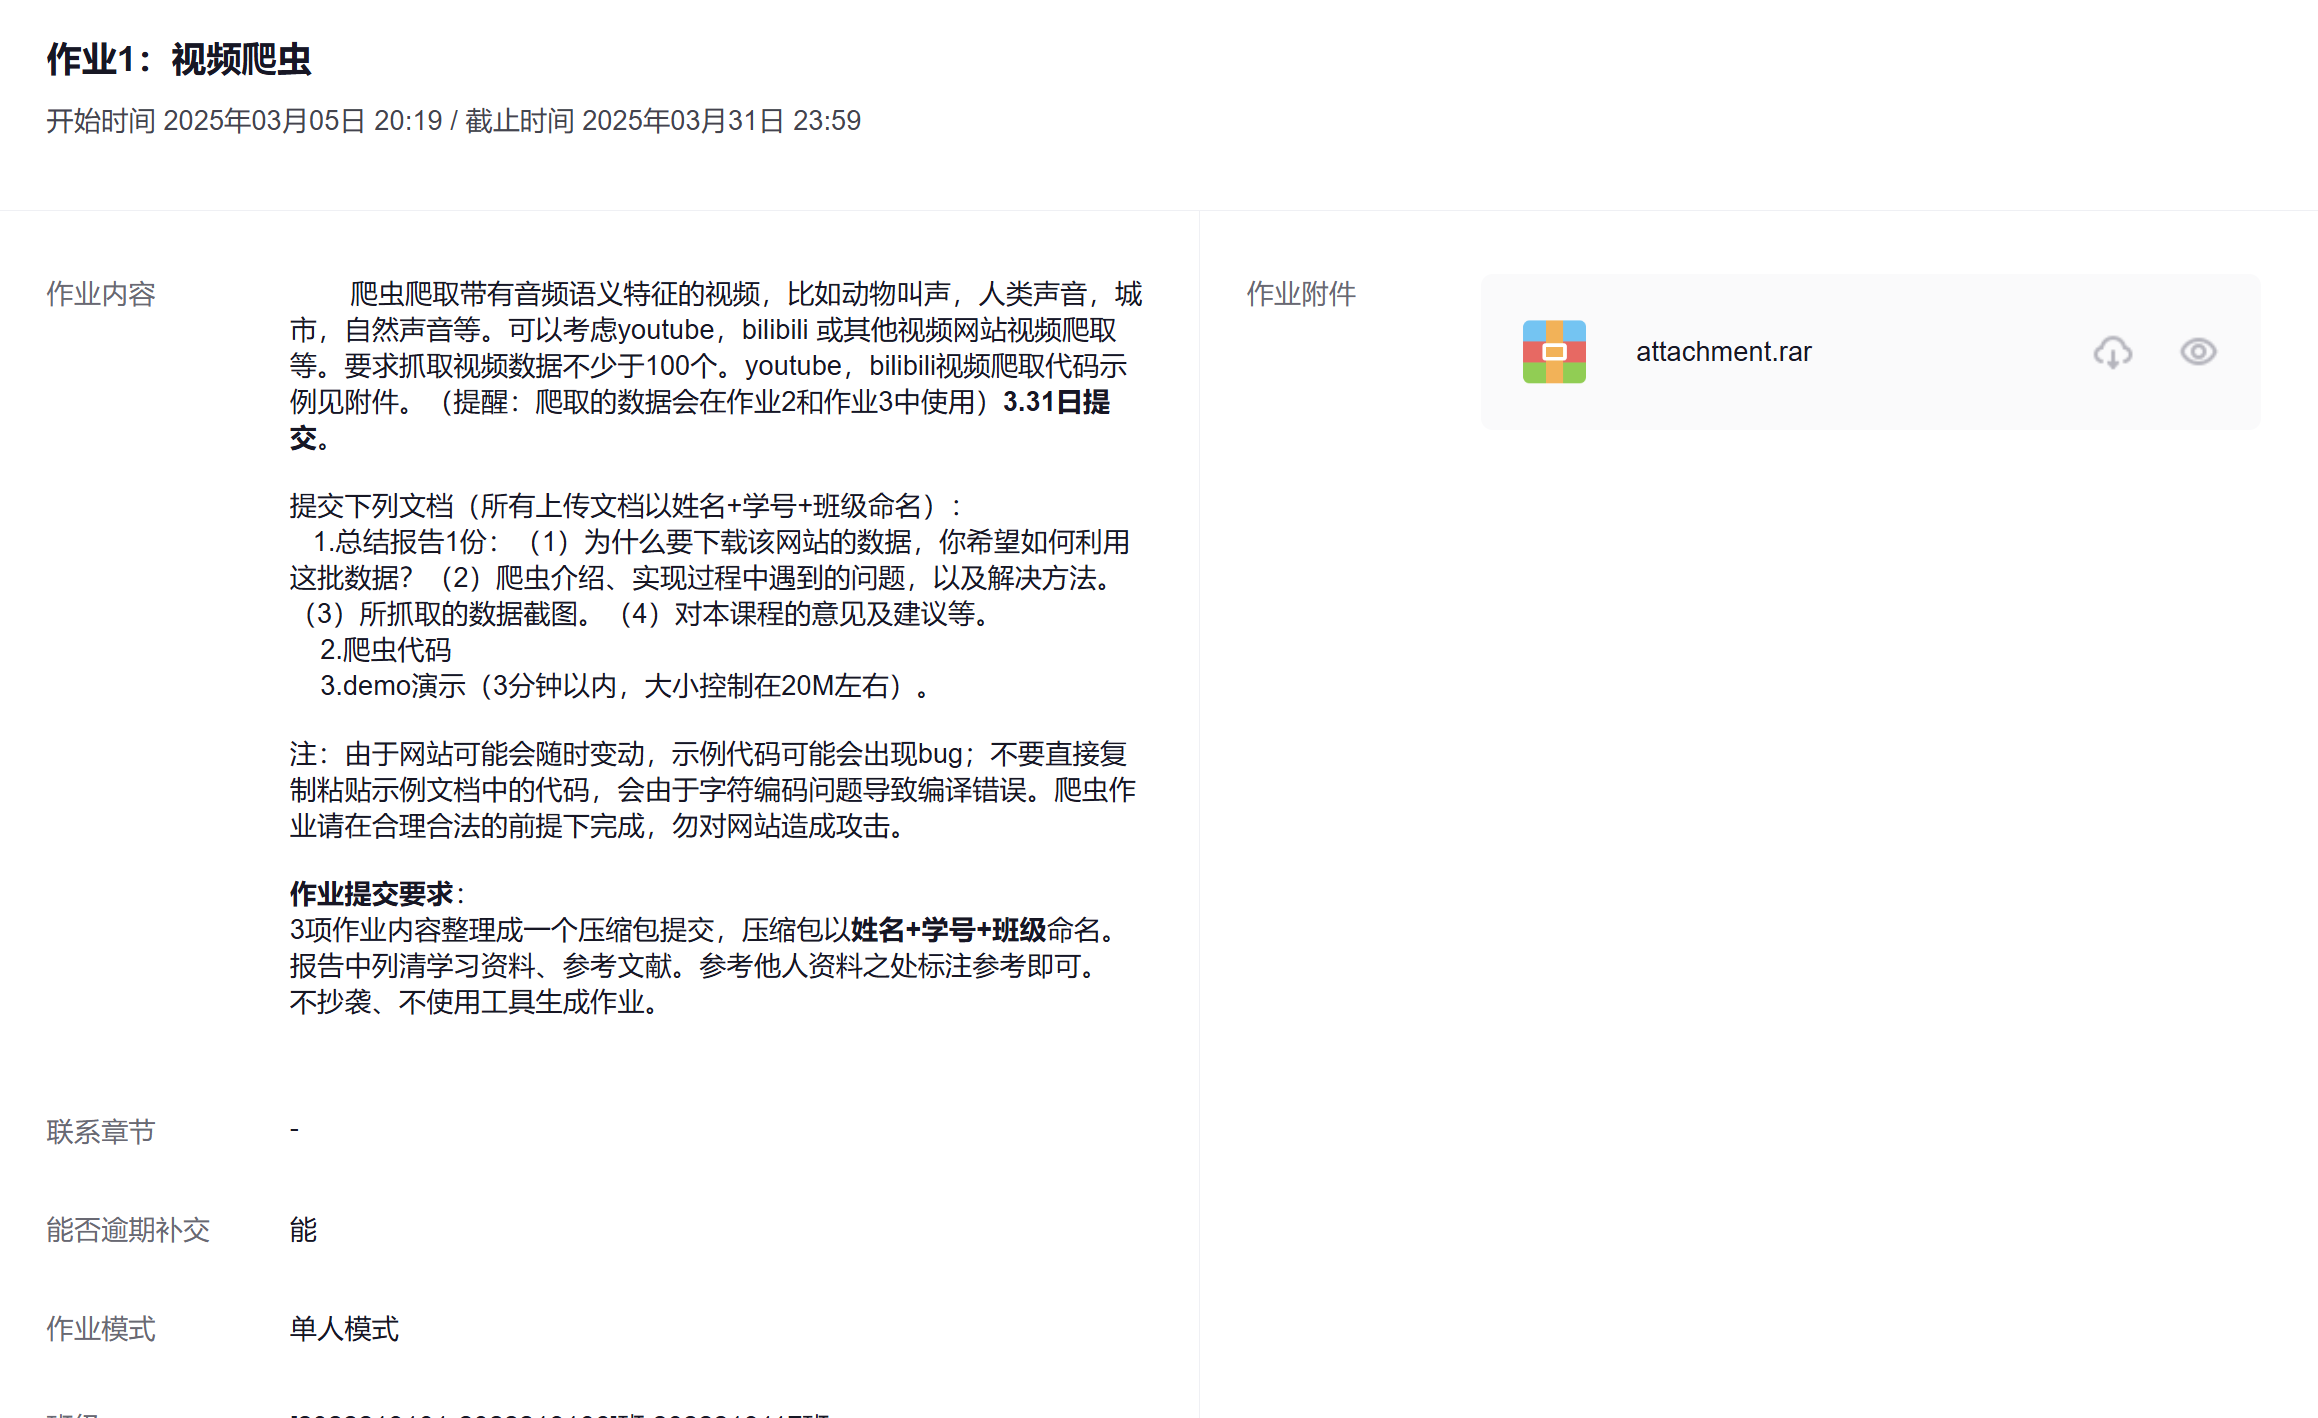 作业1：视频爬虫
开始时间 2025年03月05日 20:19 / 截止时间 2025年03月31日 23:59
作业内容
爬虫爬取带有音频语义特征的视频，比如动物叫声，人类声音，城
市，自然声音等。可以考虑youtube，bilibili 或其他视频网站视频爬取
等。要求抓取视频数据不少于100个。youtube，bilibili视频爬取代码示
例见附件。（提醒：爬取的数据会在作业2和作业3中使用）3.31日提
交。
提交下列文档（所有上传文档以姓名+学号+班级命名）：
1.总结报告1份：（1）为什么要下载该网站的数据，你希望如何利用
这批数据？（2）爬虫介绍、实现过程中遇到的问题，以及解决方法。
（3）所抓取的数据截图。（4）对本课程的意见及建议等。
2.爬虫代码
3.demo演示（3分钟以内，大小控制在20M左右）。
注：由于网站可能会随时变动，示例代码可能会出现bug；不要直接复
制粘贴示例文档中的代码，会由于字符编码问题导致编译错误。爬虫作
业请在合理合法的前提下完成，勿对网站造成攻击。
作业提交要求：
3项作业内容整理成一个压缩包提交，压缩包以姓名+学号+班级命名。
报告中列清学习资料、参考文献。参考他人资料之处标注参考即可。
不抄袭、不使用工具生成作业。
联系章节
-
能否逾期补交
能
作业模式
单人模式
作业附件
attachment.rar